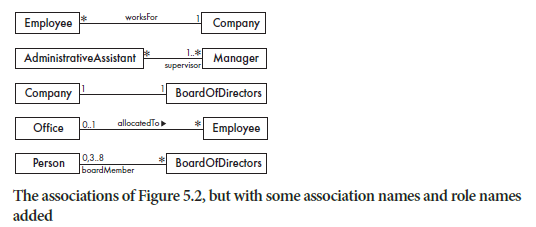 Employee * worksFor 1 Company
AdministrativeAssistant * 1..* supervisor Manager
Company 1 1 BoardOfDirectors
Office 0..1 allocatedTo ▶ * Employee
Person 0,3..8 boardMember * BoardOfDirectors
The associations of Figure 5.2, but with some association names and role names
added